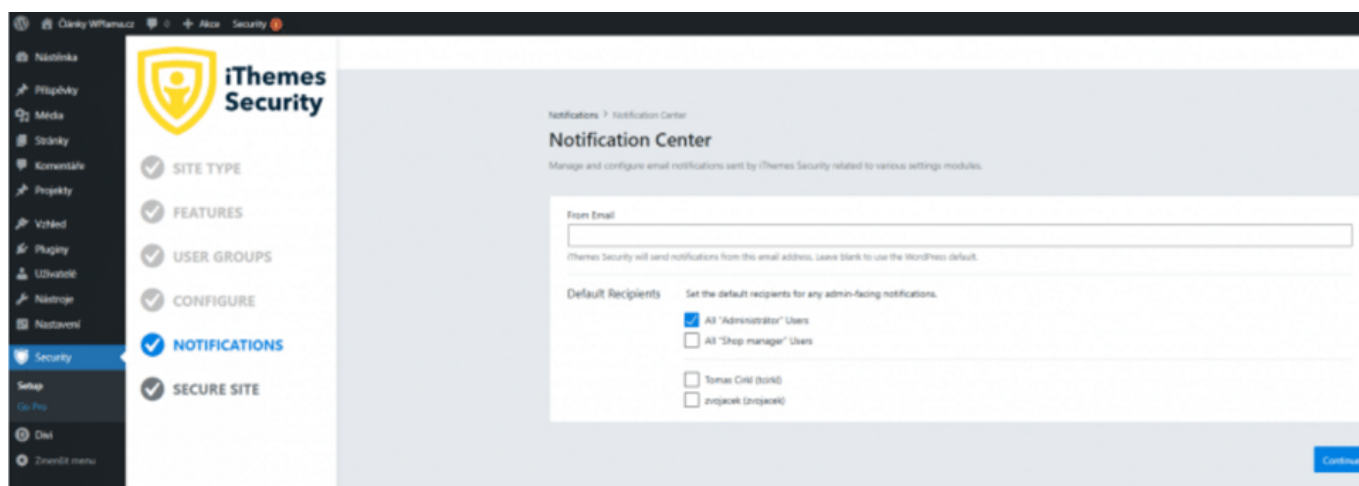 Články WPlama.cz 0 + Akce Security
Nástěnka
Příspěvky
Média
Stránky
Komentáře
Projekty
Vzhled
Pluginy
Uživatelé
Nástroje
Nastavení
Security
Setup
Go Pro
Divi
Zmenšit menu
iThemes
Security
SITE TYPE
FEATURES
USER GROUPS
CONFIGURE
NOTIFICATIONS
SECURE SITE
Notifications > Notification Center
Notification Center
Manage and configure email notifications sent by iThemes Security related to various settings modules.
From Email
iThemes Security will send notifications from this email address. Leave blank to use the WordPress default.
Default Recipients Set the default recipients for any admin-facing notifications.
All "Administrátor" Users
All "Shop manager" Users
Tomas Cirkl (tcirkl)
zvojacek (zvojacek)
Continue